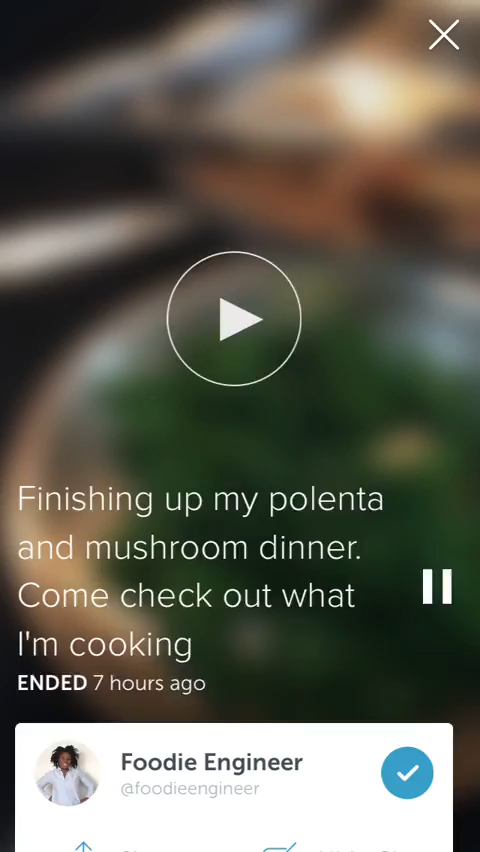 Finishing up my polenta
and mushroom dinner.
Come check out what
I'm cooking
ENDED 7 hours ago
Foodie Engineer
@foodieengineer